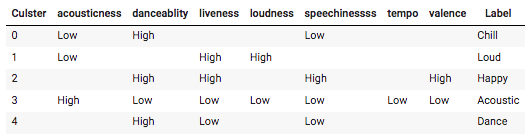 Culster acousticness danceablity liveness loudness speechinessss tempo valence Label
0 Low High Low Chill
1 Low High High Loud
2 High High High High Happy
3 High Low Low Low Low Low Low Acoustic
4 High Low Low Dance